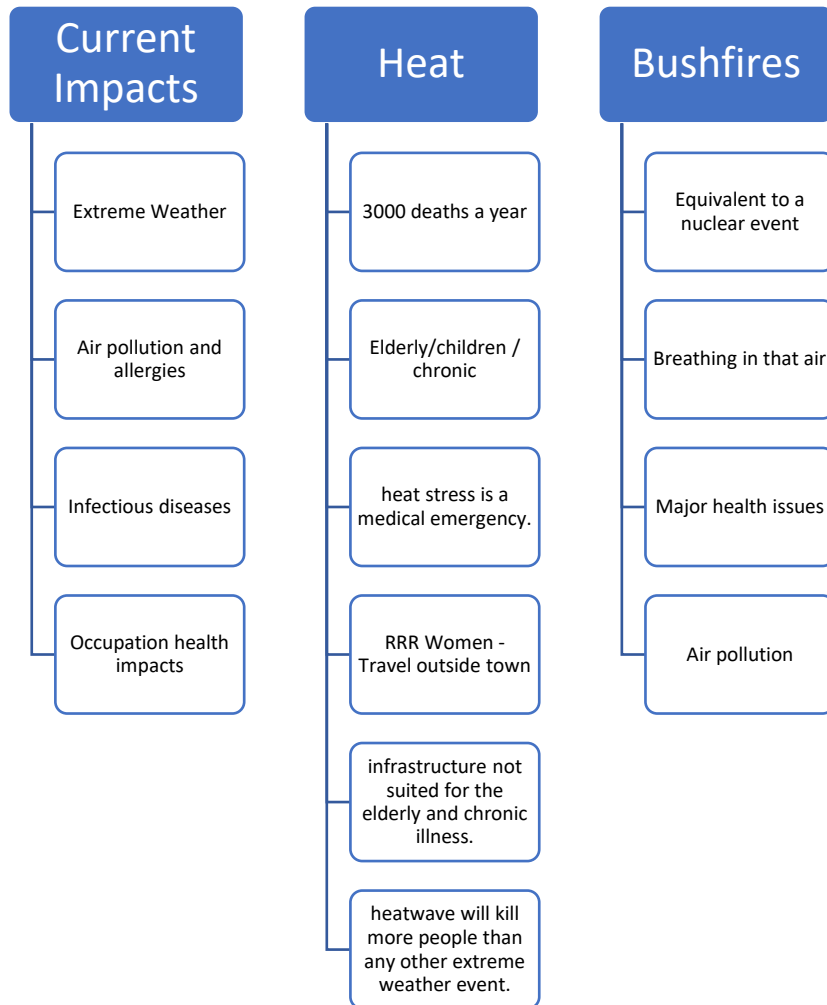 Current
Impacts
Extreme Weather
Air pollution and
allergies
Infectious diseases
Occupation health
impacts
Heat
3000 deaths a year
Elderly/children /
chronic
heat stress is a
medical emergency.
RRR Women -
Travel outside town
infrastructure not
suited for the
elderly and chronic
illness.
heatwave will kill
more people than
any other extreme
weather event.
Bushfires
Equivalent to a
nuclear event
Breathing in that air
Major health issues
Air pollution